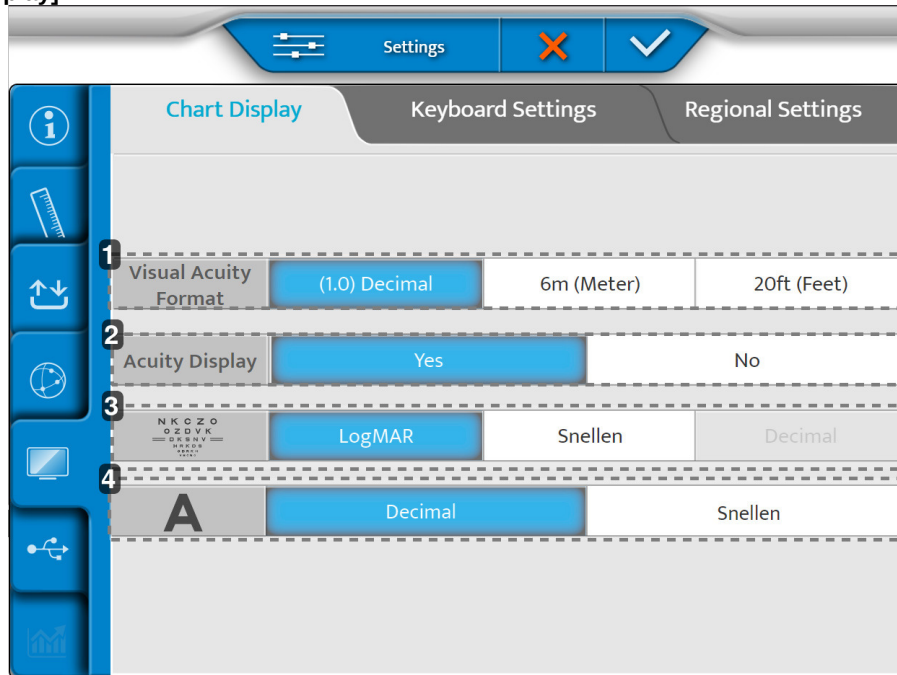 play]
Settings
Chart Display Keyboard Settings Regional Settings
1
Visual Acuity
Format
(1.0) Decimal 6m (Meter) 20ft (Feet)
2
Acuity Display Yes No
3
N K C Z O
O Z D V K
D K S N V
H R K D S
LogMAR Snellen Decimal
4
A Decimal Snellen